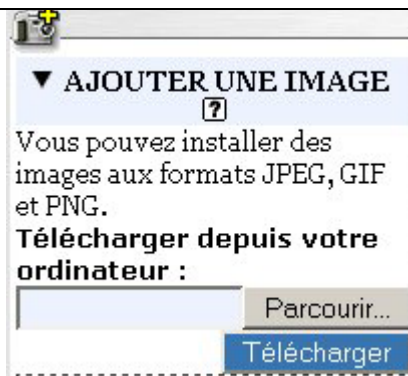 ▼ AJOUTER UNE IMAGE
?
Vous pouvez installer des
images aux formats JPEG, GIF
et PNG.
Télécharger depuis votre
ordinateur :
Parcourir...
Télécharger